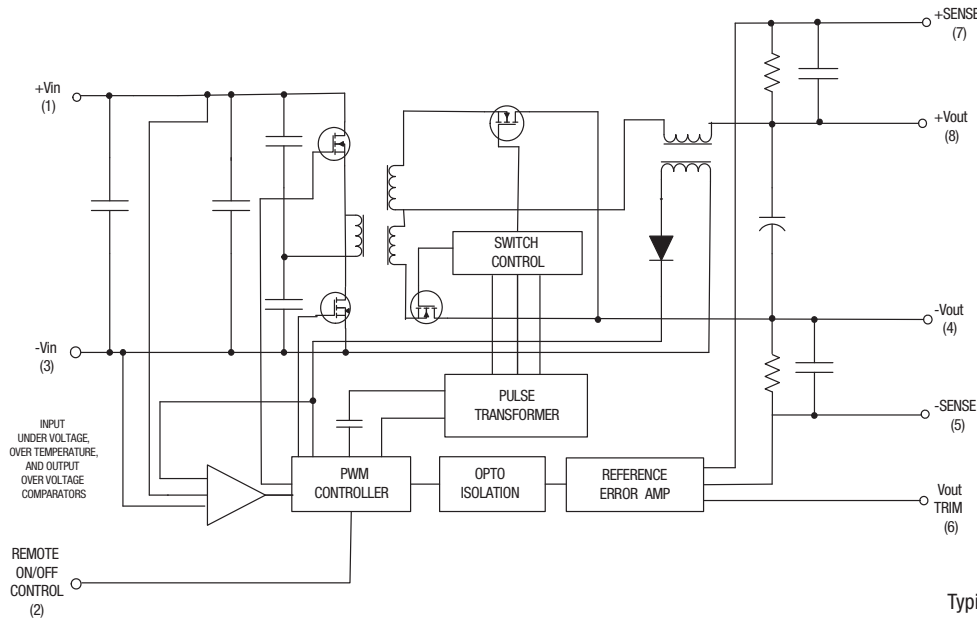 +SENSE
(7)
+Vin
(1)
+Vout
(8)
SWITCH
CONTROL
-Vout
(4)
-Vin
(3)
PULSE
TRANSFORMER
-SENSE
(5)
INPUT
UNDER VOLTAGE,
OVER TEMPERATURE,
AND OUTPUT
OVER VOLTAGE
COMPARATORS
PWM
CONTROLLER
OPTO
ISOLATION
REFERENCE
ERROR AMP
Vout
TRIM
(6)
REMOTE
ON/OFF
CONTROL
(2)
Typi